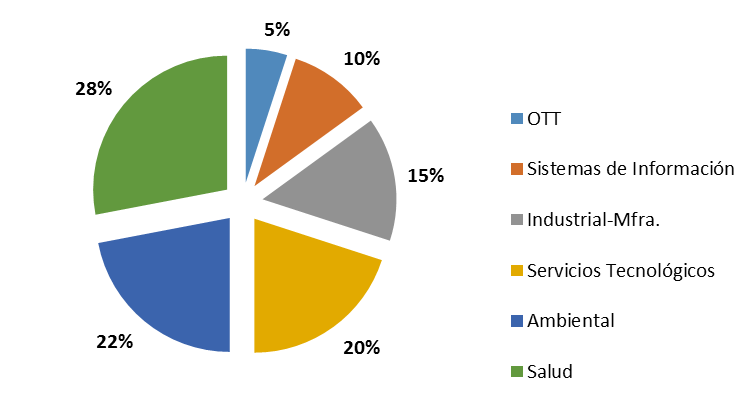 5%
10%
28%
15%
22%
20%
OTT
Sistemas de Información
Industrial-Mfra.
Servicios Tecnológicos
Ambiental
Salud